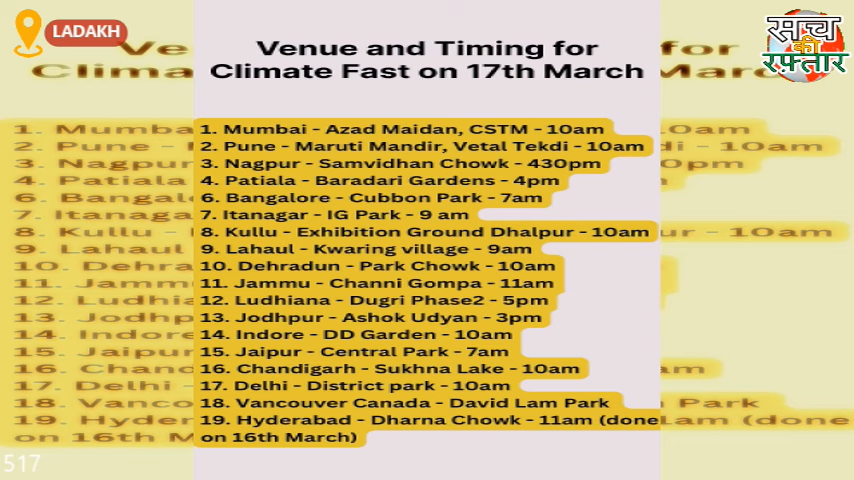 LADAKH
सच
की
रफ़्तार
Venue and Timing for
Climate Fast on 17th March
1. Mumbai - Azad Maidan, CSTM - 10am
2. Pune - Maruti Mandir, Vetal Tekdi - 10am
3. Nagpur - Samvidhan Chowk - 430pm
4. Patiala - Baradari Gardens - 4pm
6. Bangalore - Cubbon Park - 7am
7. Itanagar - IG Park - 9 am
8. Kullu - Exhibition Ground Dhalpur - 10am
9. Lahaul - Kwaring village - 9am
10. Dehradun - Park Chowk - 10am
11. Jammu - Channi Gompa - 11am
12. Ludhiana - Dugri Phase2 - 5pm
13. Jodhpur - Ashok Udyan - 3pm
14. Indore - DD Garden - 10am
15. Jaipur - Central Park - 7am
16. Chandigarh - Sukhna Lake - 10am
17. Delhi - District park - 10am
18. Vancouver Canada - David Lam Park
19. Hyderabad - Dharna Chowk - 11am (done
on 16th March)
517